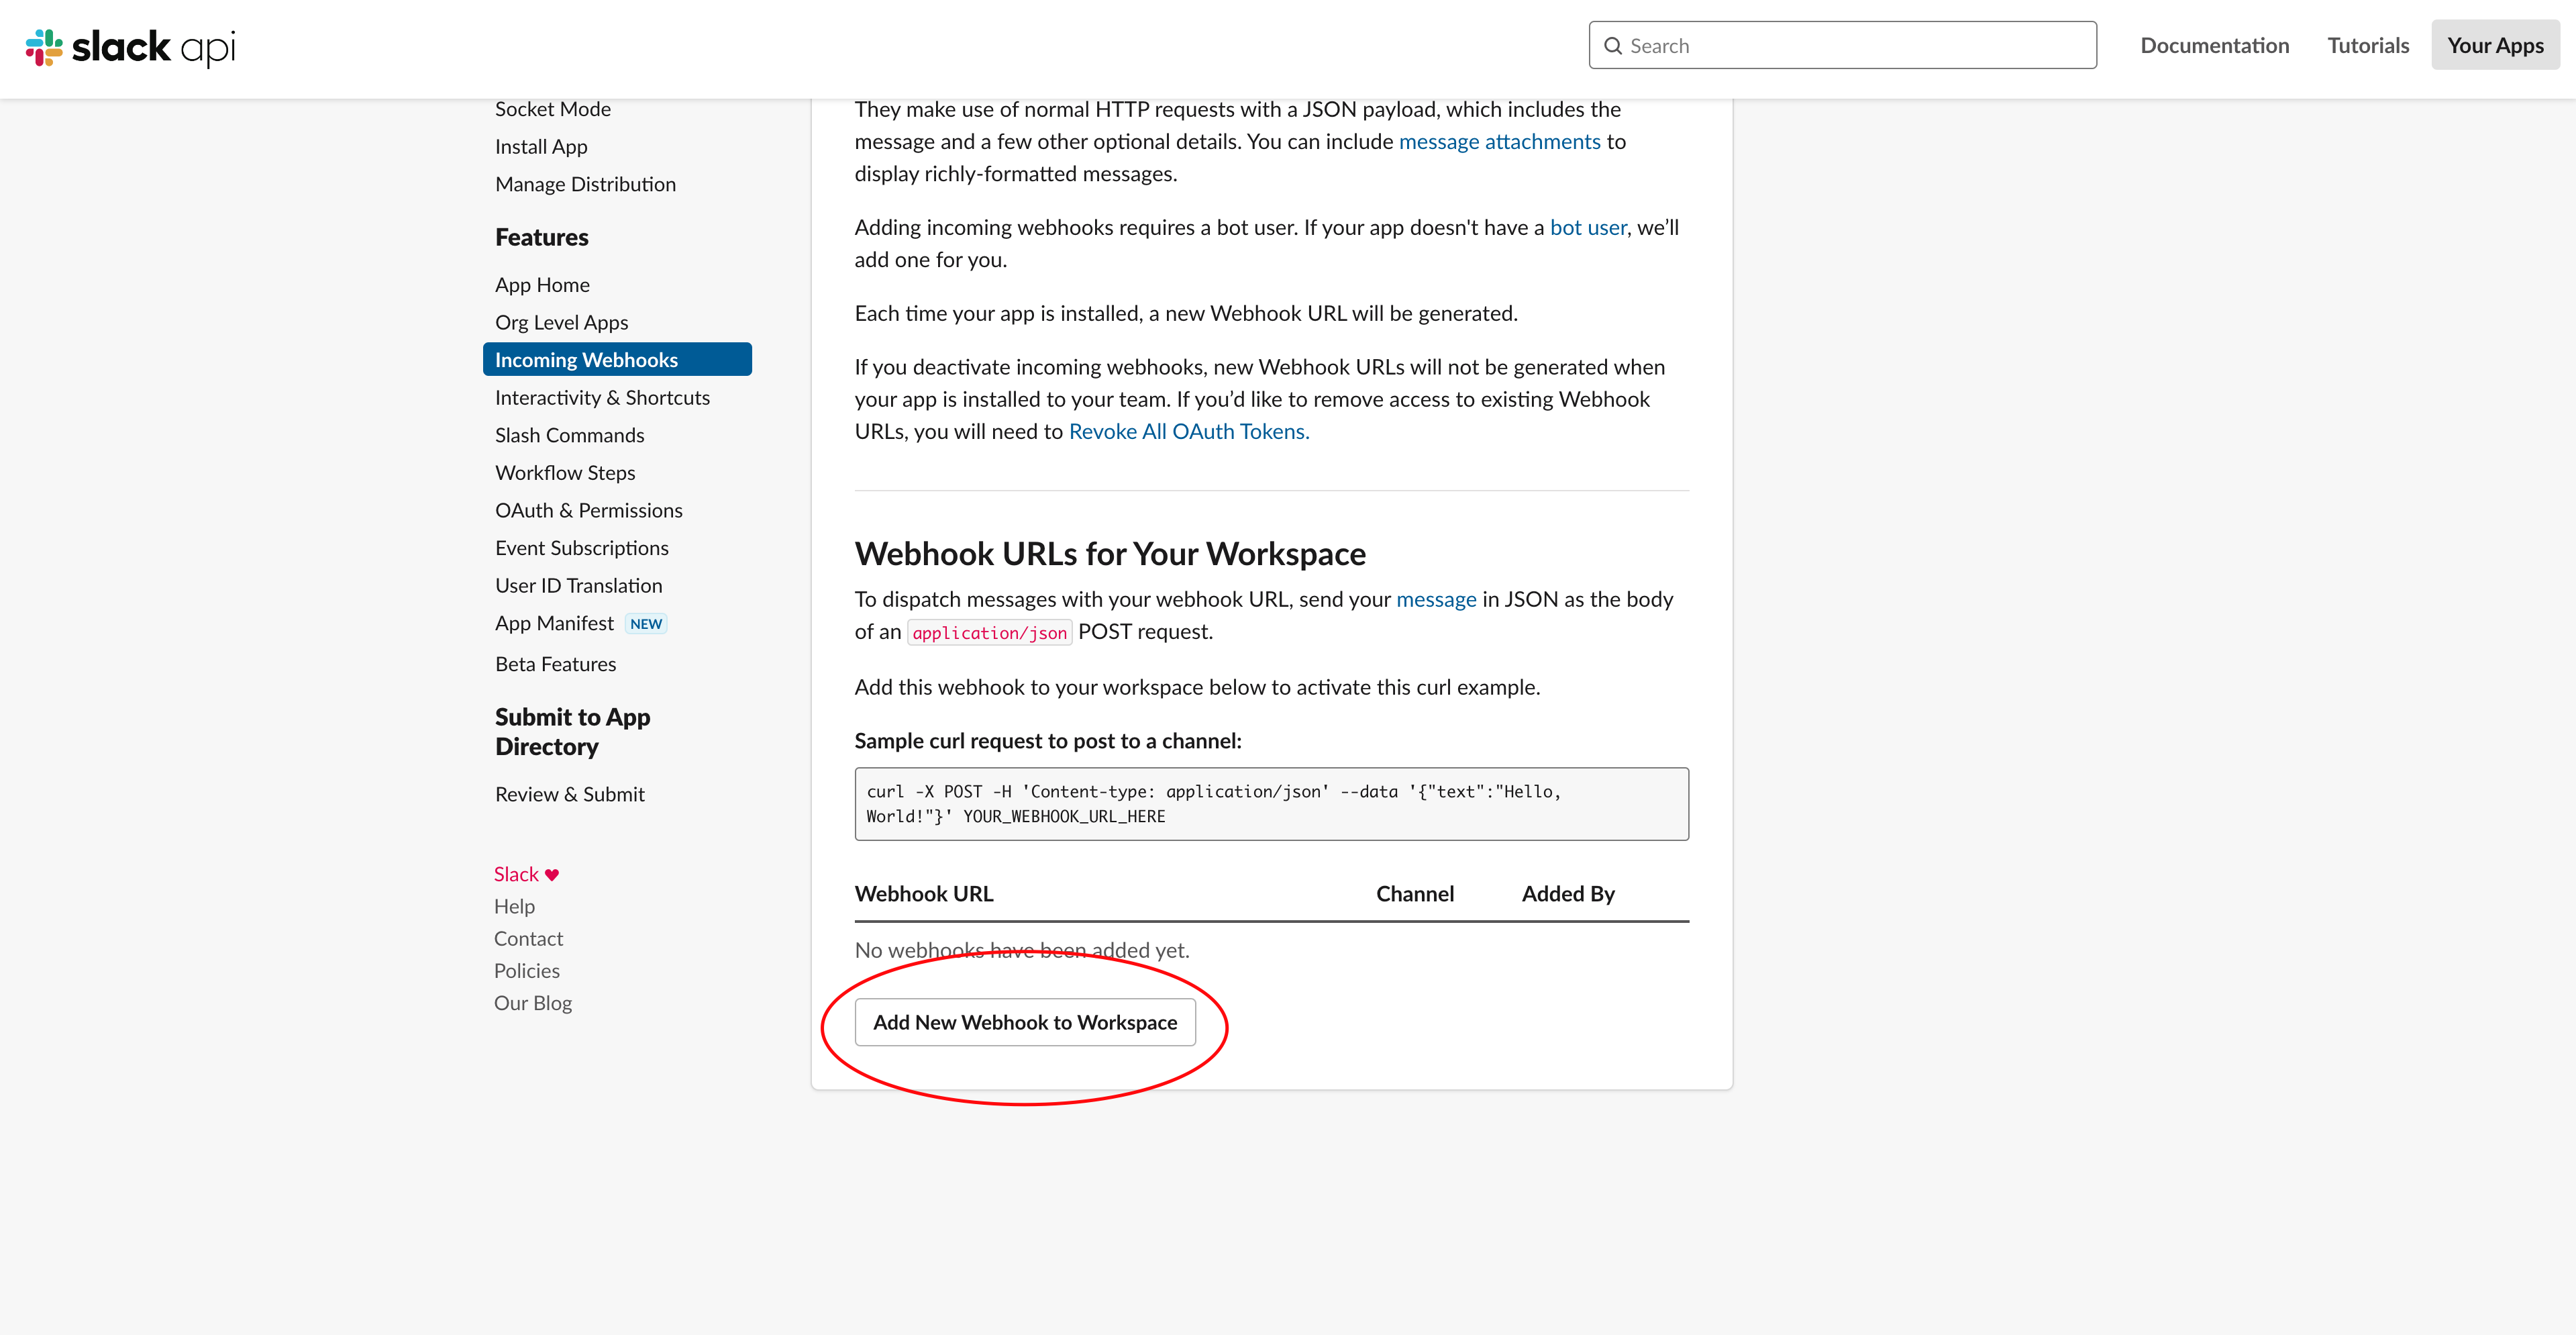 slack api
Search
Documentation
Tutorials
Your Apps
Socket Mode
Install App
Manage Distribution
Features
App Home
Org Level Apps
Incoming Webhooks
Interactivity & Shortcuts
Slash Commands
Workflow Steps
OAuth & Permissions
Event Subscriptions
User ID Translation
App Manifest NEW
Beta Features
Submit to App
Directory
Review & Submit
Slack ♥
Help
Contact
Policies
Our Blog
They make use of normal HTTP requests with a JSON payload, which includes the
message and a few other optional details. You can include message attachments to
display richly-formatted messages.
Adding incoming webhooks requires a bot user. If your app doesn't have a bot user, we’ll
add one for you.
Each time your app is installed, a new Webhook URL will be generated.
If you deactivate incoming webhooks, new Webhook URLs will not be generated when
your app is installed to your team. If you’d like to remove access to existing Webhook
URLs, you will need to Revoke All OAuth Tokens.
Webhook URLs for Your Workspace
To dispatch messages with your webhook URL, send your message in JSON as the body
of an application/json POST request.
Add this webhook to your workspace below to activate this curl example.
Sample curl request to post to a channel:
curl -X POST -H 'Content-type: application/json' --data '{"text":"Hello,
World!"}' YOUR_WEBHOOK_URL_HERE
Webhook URL Channel Added By
No webhooks have been added yet.
Add New Webhook to Workspace